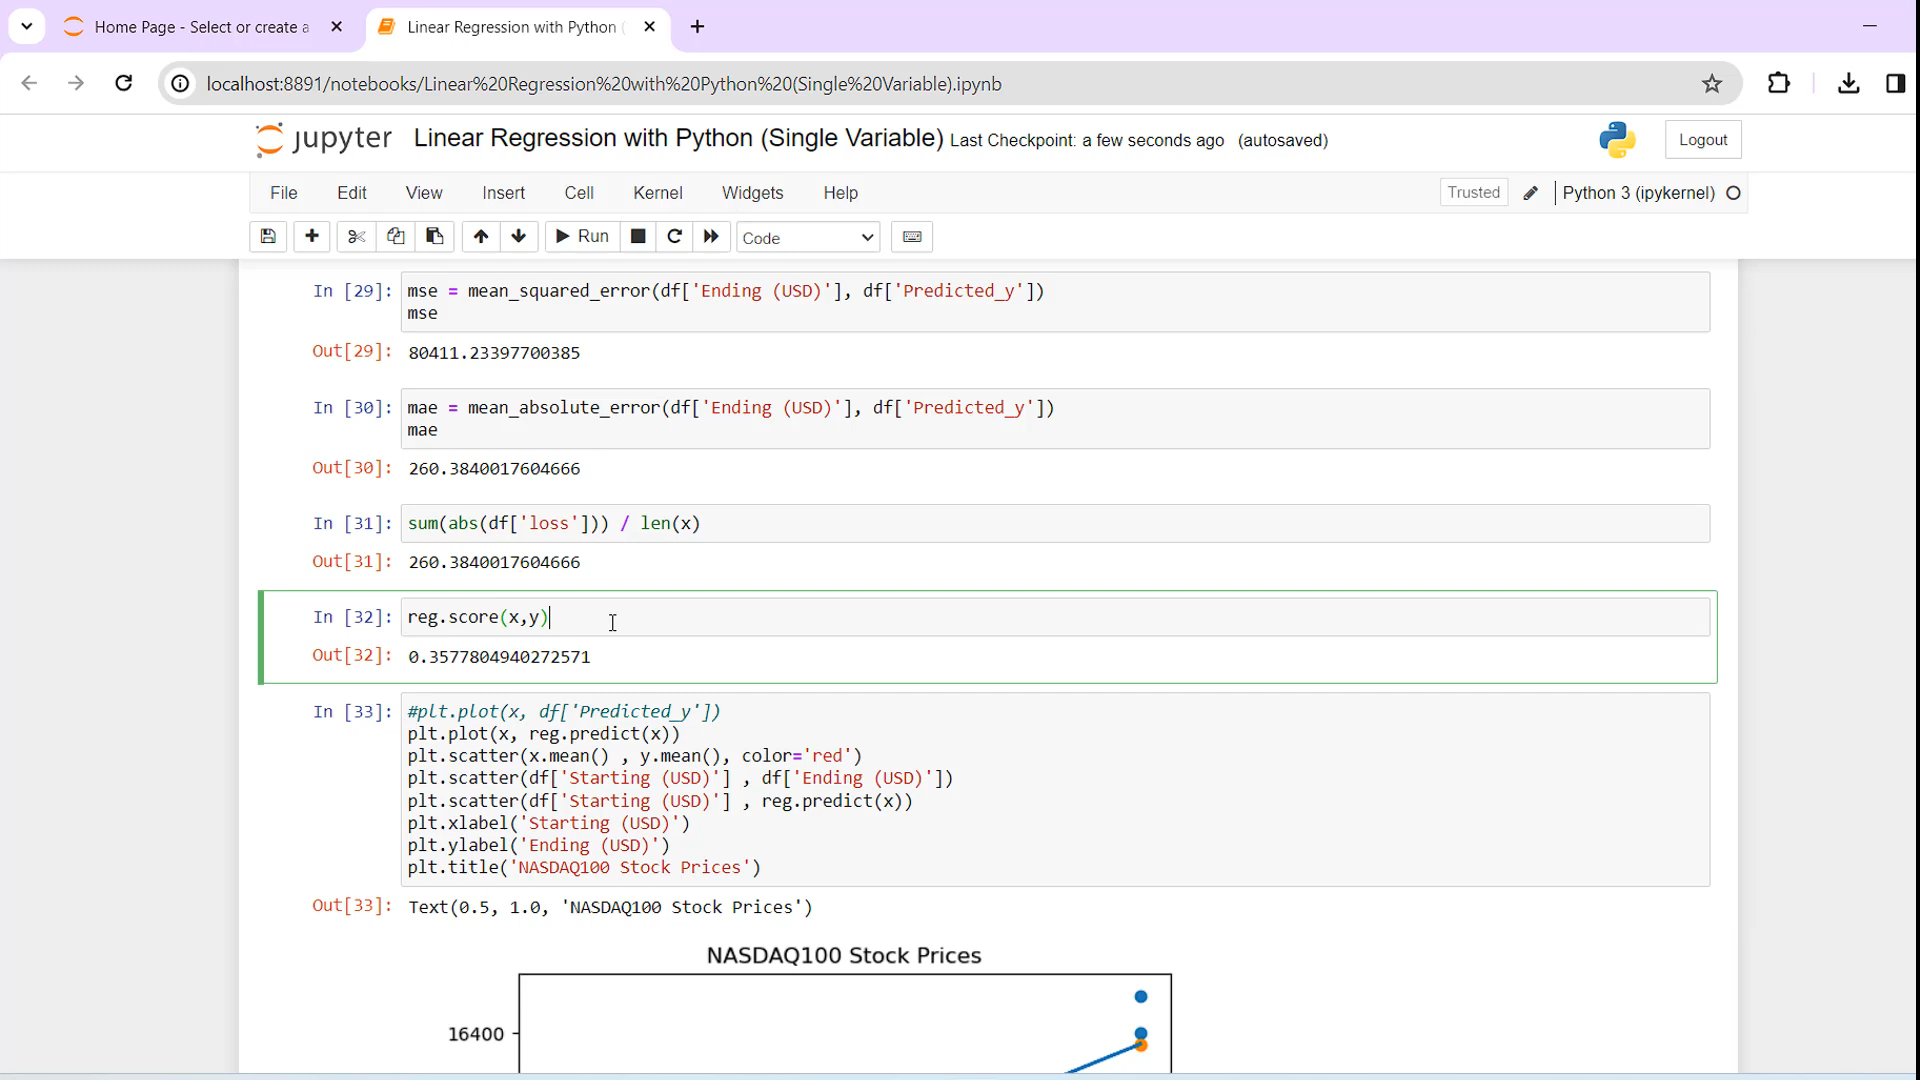 Home Page - Select or create a
Linear Regression with Python (
localhost:8891/notebooks/Linear%20Regression%20with%20Python%20(Single%20Variable).ipynb
jupyter Linear Regression with Python (Single Variable) Last Checkpoint: a few seconds ago (autosaved)
Logout
File Edit View Insert Cell Kernel Widgets Help
Trusted Python 3 (ipykernel)
Run Code
In [29]: mse = mean_squared_error(df['Ending (USD)'], df['Predicted_y'])
mse
Out[29]: 80411.23397700385
In [30]: mae = mean_absolute_error(df['Ending (USD)'], df['Predicted_y'])
mae
Out[30]: 260.3840017604666
In [31]: sum(abs(df['loss'])) / len(x)
Out[31]: 260.3840017604666
In [32]: reg.score(x,y)
Out[32]: 0.3577804940272571
In [33]: #plt.plot(x, df['Predicted_y'])
plt.plot(x, reg.predict(x))
plt.scatter(x.mean() , y.mean(), color='red')
plt.scatter(df['Starting (USD)'] , df['Ending (USD)'])
plt.scatter(df['Starting (USD)'] , reg.predict(x))
plt.xlabel('Starting (USD)')
plt.ylabel('Ending (USD)')
plt.title('NASDAQ100 Stock Prices')
Out[33]: Text(0.5, 1.0, 'NASDAQ100 Stock Prices')
NASDAQ100 Stock Prices
16400